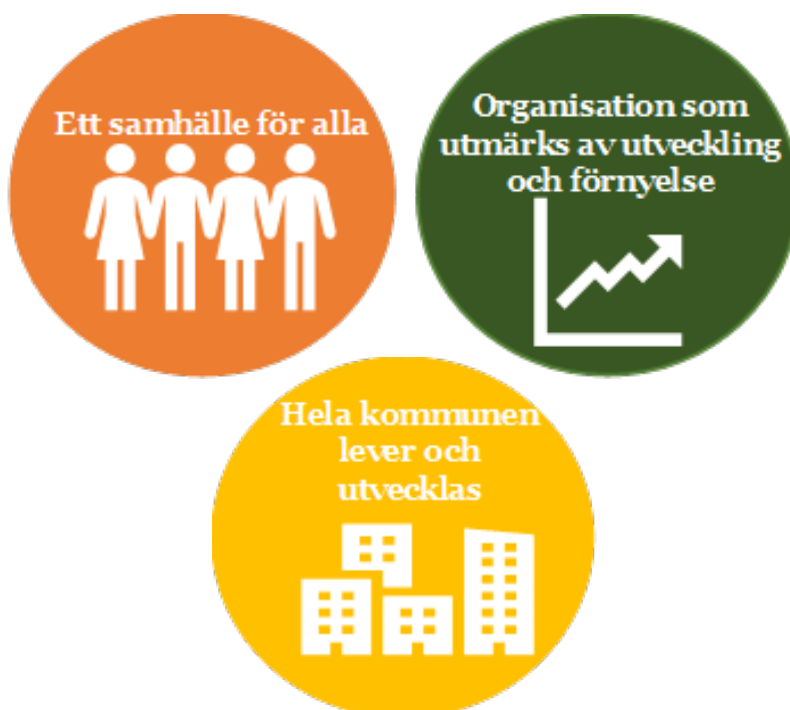 Ett samhälle för alla
Organisation som
utmärks av utveckling
och förnyelse
Hela kommunen
lever och
utvecklas